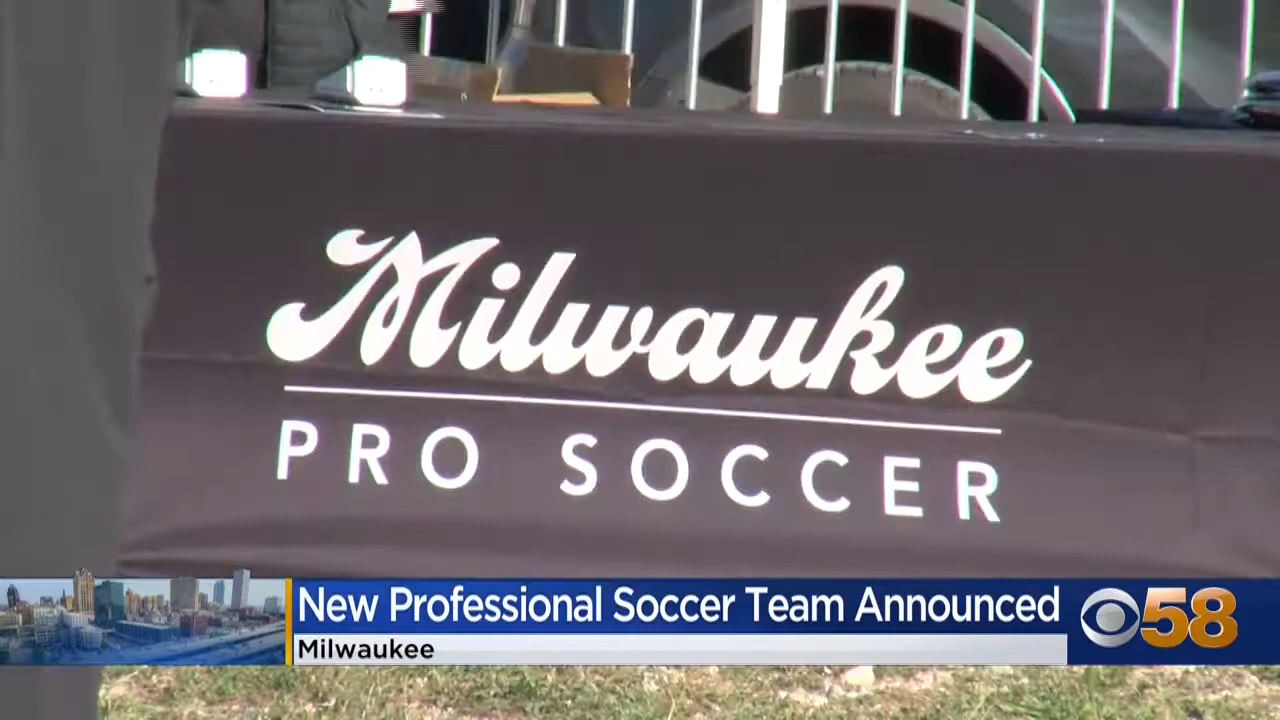 Milwaukee
PRO SOCCER
New Professional Soccer Team Announced
Milwaukee
58